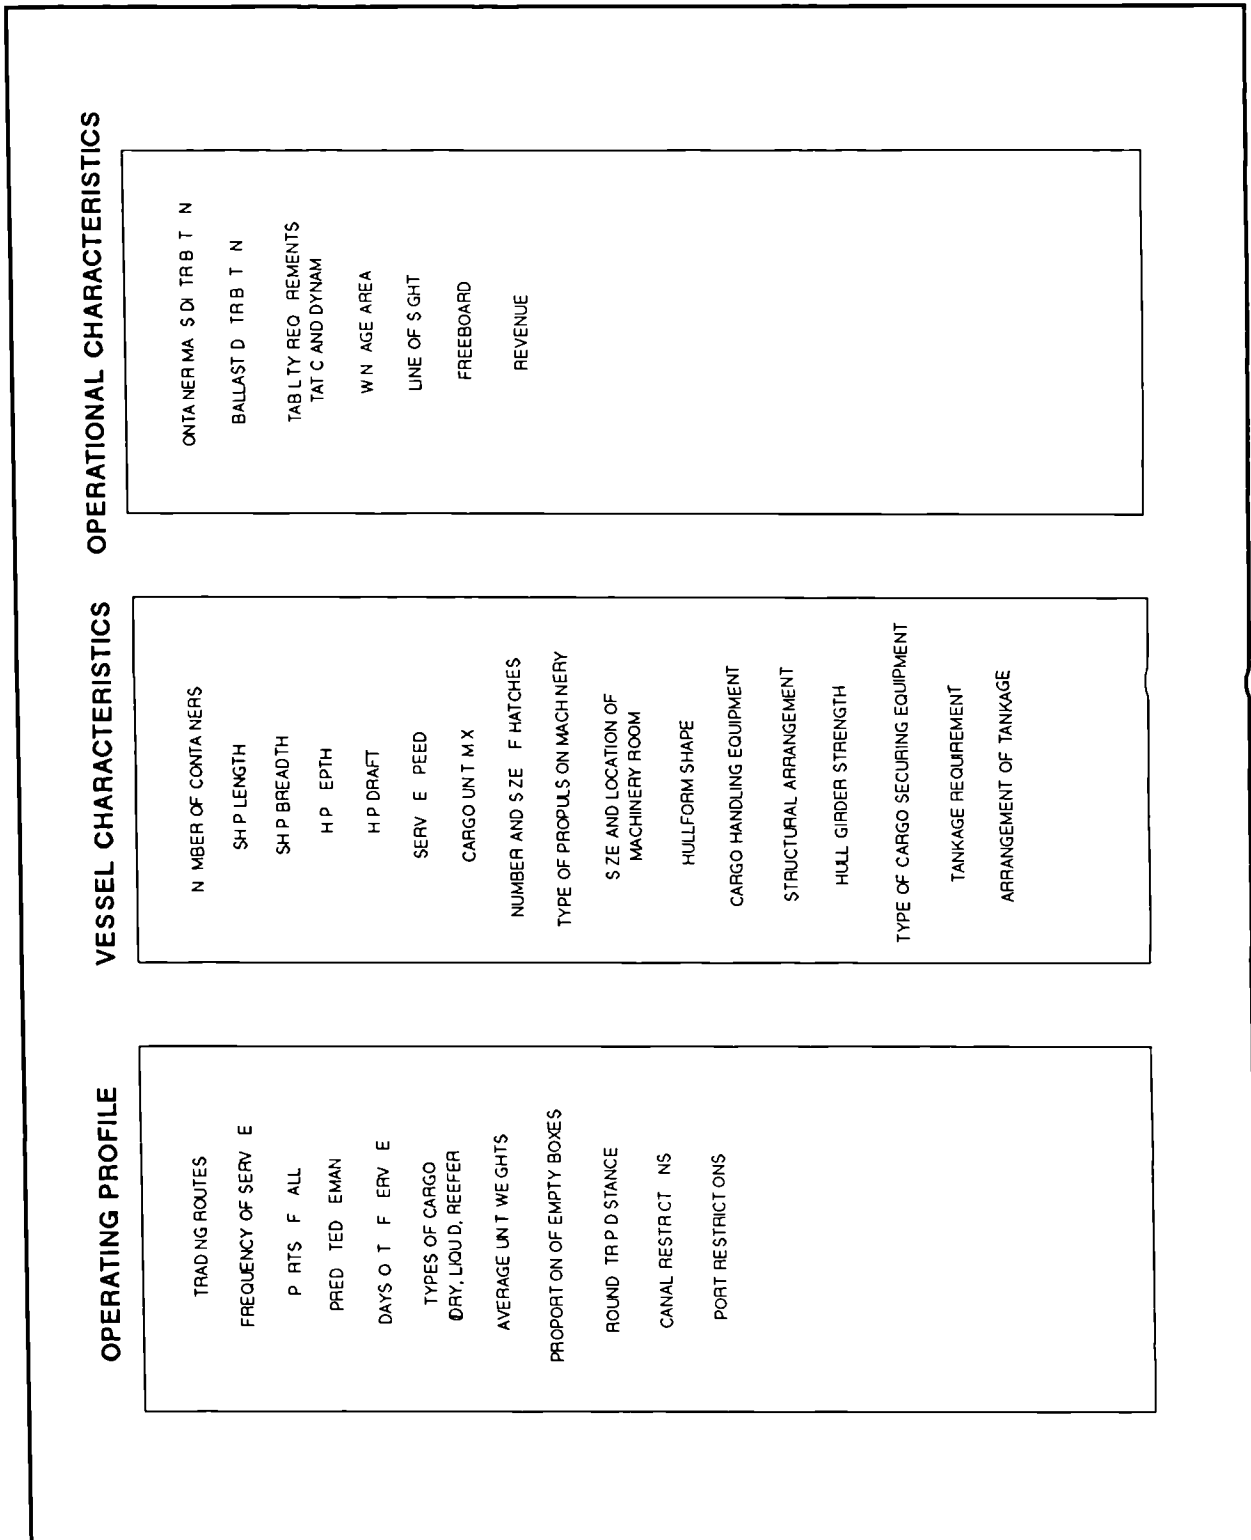 OPERATING PROFILE
TRADING ROUTES
FREQUENCY OF SERV E
P RTS F ALL
PRED TED EMAN
DAYS O T F ERV E
TYPES OF CARGO
DRY, LIQU D, REEFER
AVERAGE UN T WE GHTS
PROPORT ON OF EMPTY BOXES
ROUND TR P D STANCE
CANAL RESTR CT NS
PORT RESTRICT ONS
VESSEL CHARACTERISTICS
N MBER OF CONTA NERS
SH P LENGTH
SH P BREADTH
H P EPTH
H P DRAFT
SERV E PEED
CARGO UN T M X
NUMBER AND S ZE F HATCHES
TYPE OF PROPULS ON MACH NERY
S ZE AND LOCATION OF
MACHINERY ROOM
HULLFORM SHAPE
CARGO HANDLING EQUIPMENT
STRUCTURAL ARRANGEMENT
HULL GIRDER STRENGTH
TYPE OF CARGO SECURING EQUIPMENT
TANKAGE REQUIREMENT
ARRANGEMENT OF TANKAGE
OPERATIONAL CHARACTERISTICS
ONTA NER MA S DI TR B T N
BALLAST D TR B T N
TAB L TY REQ REMENTS
TAT C AND DYNAM
W N AGE AREA
LINE OF S GHT
FREEBOARD
REVENUE